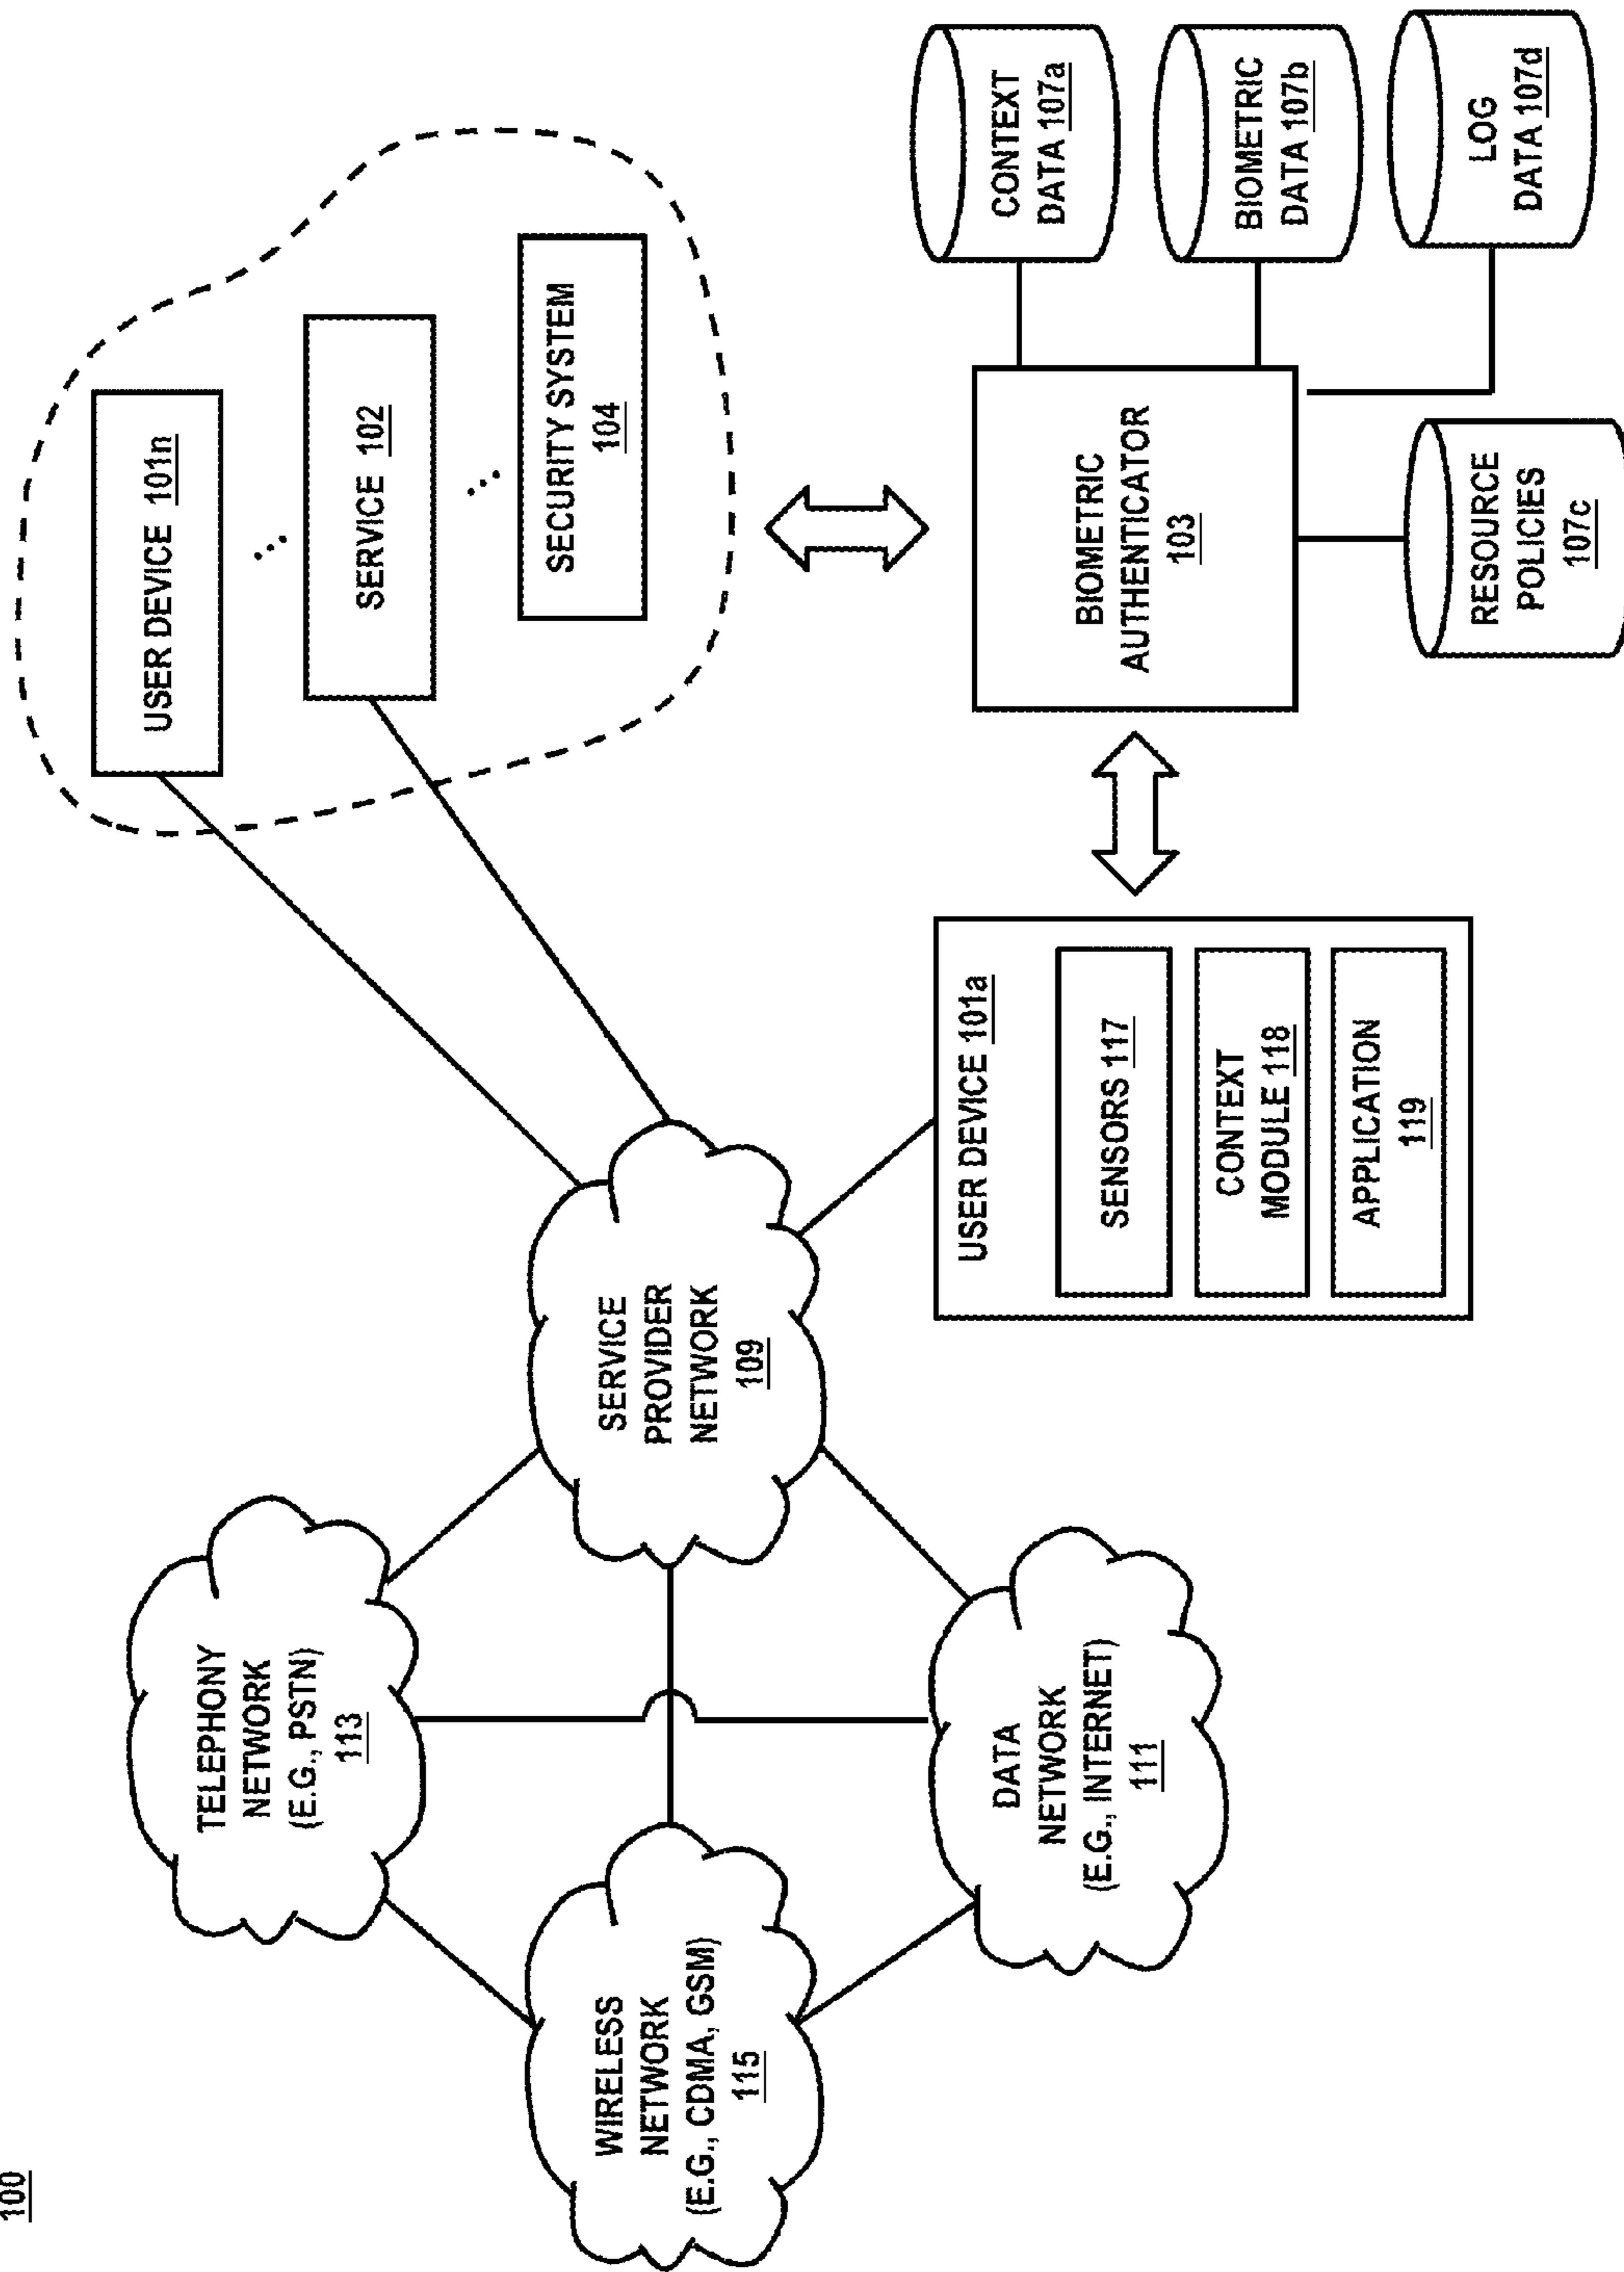 100
TELEPHONY
NETWORK
(E.G., PSTN)
113
WIRELESS
NETWORK
(E.G., CDMA, GSM)
115
SERVICE
PROVIDER
NETWORK
109
DATA
NETWORK
(E.G., INTERNET)
111
USER DEVICE 101n
...
SERVICE 102
...
SECURITY SYSTEM
104
USER DEVICE 101a
SENSORS 117
CONTEXT
MODULE 118
APPLICATION
119
BIOMETRIC
AUTHENTICATOR
103
CONTEXT
DATA 107a
BIOMETRIC
DATA 107b
LOG
DATA 107d
RESOURCE
POLICIES
107c